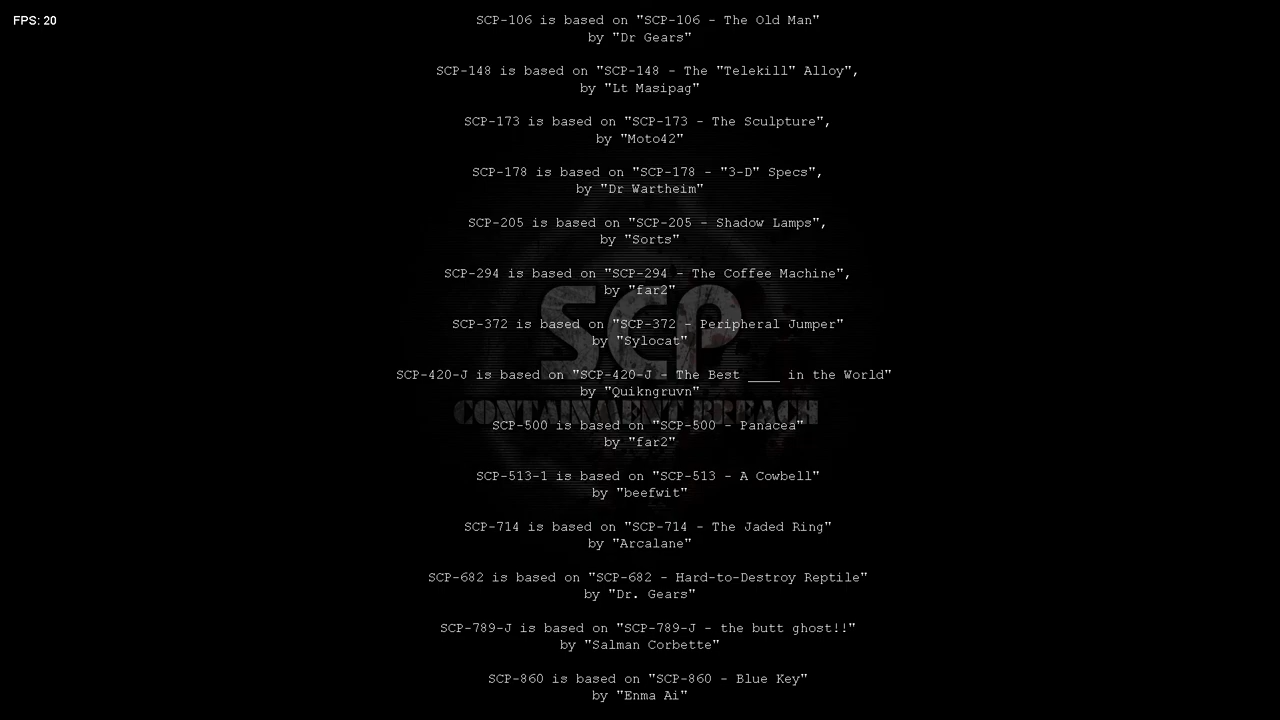 FPS: 20
SCP-106 is based on "SCP-106 - The Old Man"
by "Dr Gears"
SCP-148 is based on "SCP-148 - The "Telekill" Alloy",
by "Lt Masipag"
SCP-173 is based on "SCP-173 - The Sculpture",
by "Moto42"
SCP-178 is based on "SCP-178 - "3-D" Specs",
by "Dr Wartheim"
SCP-205 is based on "SCP-205 - Shadow Lamps",
by "Sorts"
SCP-294 is based on "SCP-294 - The Coffee Machine",
by "far2"
SCP-372 is based on "SCP-372 - Peripheral Jumper"
by "Sylocat"
SCP-420-J is based on "SCP-420-J - The Best ____ in the World"
by "Quikngruvn"
SCP-500 is based on "SCP-500 - Panacea"
by "far2"
SCP-513-1 is based on "SCP-513 - A Cowbell"
by "beefwit"
SCP-714 is based on "SCP-714 - The Jaded Ring"
by "Arcalane"
SCP-682 is based on "SCP-682 - Hard-to-Destroy Reptile"
by "Dr. Gears"
SCP-789-J is based on "SCP-789-J - the butt ghost!!"
by "Salman Corbette"
SCP-860 is based on "SCP-860 - Blue Key"
by "Enma Ai"
SCP
CONTAINMENT BREACH